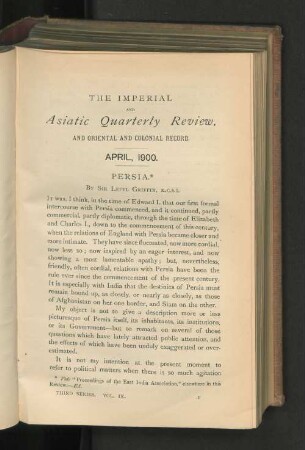 THE IMPERIAL
AND
Asiatic Quarterly Review,
AND ORIENTAL AND COLONIAL RECORD.
APRIL, 1900.
PERSIA.*
BY SIR LEPEL GRIFFIN, K.C.S.I.
IT WAS, I think, in the time of Edward I. that our first formal
intercourse with Persia commenced, and it continued, partly
commercial, partly diplomatic, through the time of Elizabeth
and Charles I., down to the commencement of this century,
when the relations of England with Persia became closer and
more intimate. They have since fluctuated, now more cordial,
now less so; now inspired by an eager interest, and now
showing a most lamentable apathy; but, nevertheless,
friendly, often cordial, relations with Persia have been the
rule ever since the commencement of the present century.
It is especially with India that the destinies of Persia must
remain bound up, as closely, or nearly as closely, as those
of Afghanistan on her one border, and Siam on the other.
My object is not to give a description more or less
picturesque of Persia itself, its inhabitants, its institutions,
or its Government—but to remark on several of those
questions which have lately attracted public attention, and
the effects of which have been unduly exaggerated or over-
estimated.
It is not my intention at the present moment to
refer to political matters when there is so much agitation
* See "Proceedings of the East India Association" elsewhere in this
Review.—Ed.
THIRD SERIES. VOL. IX.